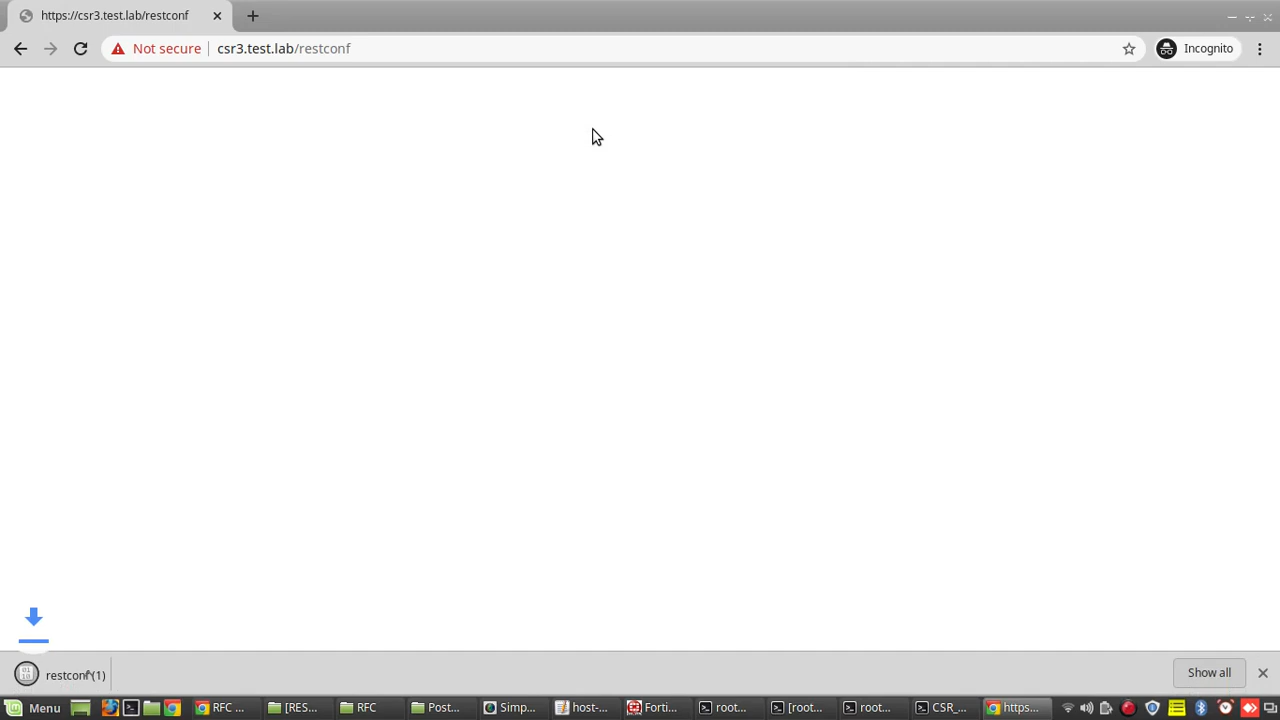 https://csr3.test.lab/restconf
Not secure
csr3.test.lab/restconf
Incognito
restconf (1)
Show all
Menu
RFC ...
[RES...
RFC
Post...
Simp...
host-...
Forti...
root...
[root...
root...
CSR_...
https...